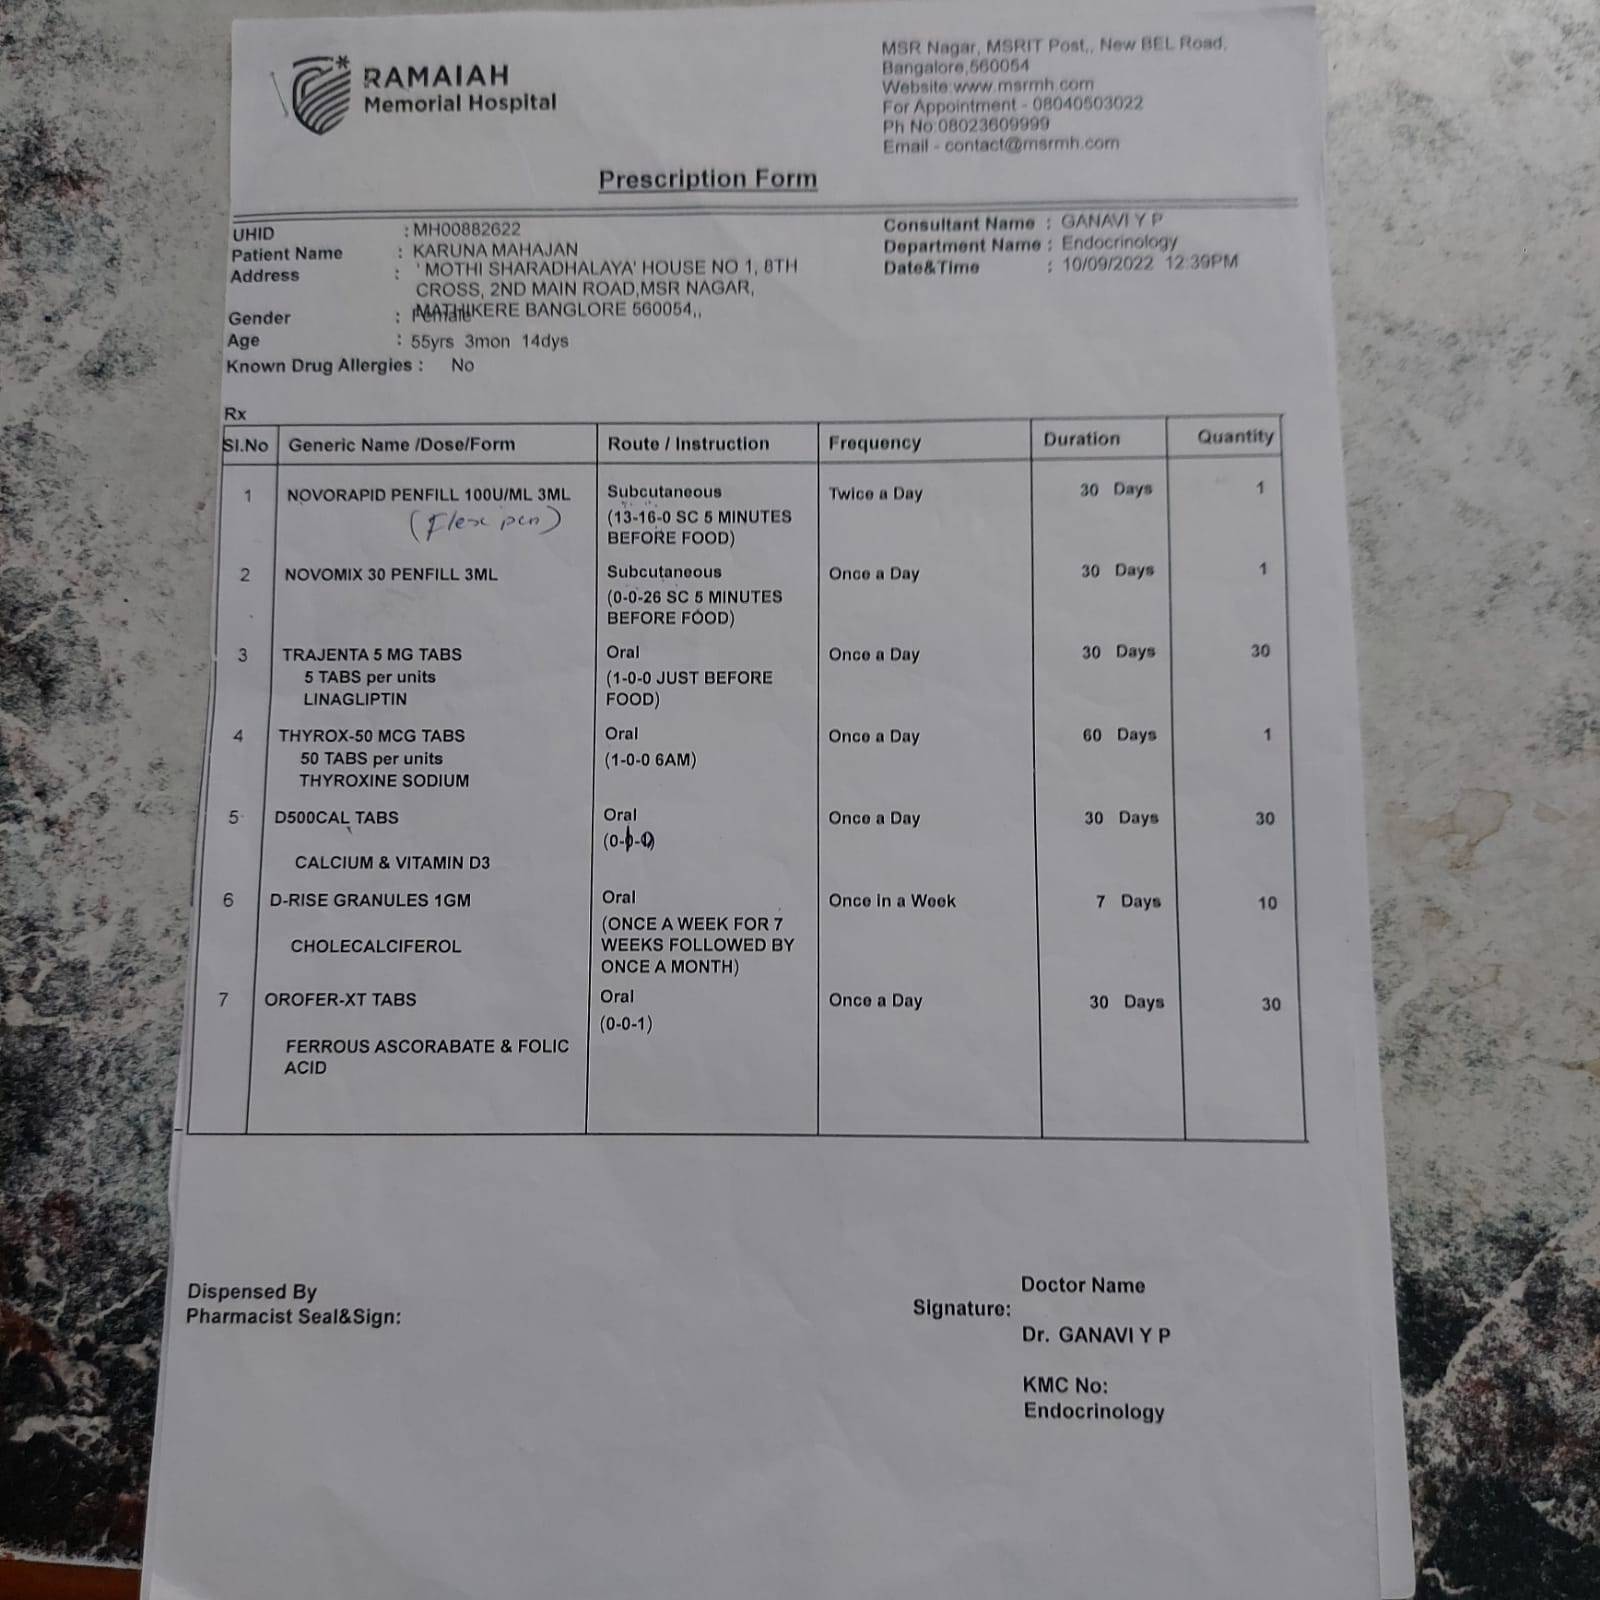 RAMAIAH
Memorial Hospital
MSR Nagar, MSRIT Post,, New BEL Road,
Bangalore,560054
Website:www.msrmh.com
For Appointment - 08040503022
Ph No:08023609999
Email - contact@msrmh.com
Prescription Form
UHID : MH00882622
Patient Name : KARUNA MAHAJAN
Address : ' MOTHI SHARADHALAYA' HOUSE NO 1, 8TH
CROSS, 2ND MAIN ROAD,MSR NAGAR,
MATHIKERE BANGLORE 560054,,
Gender : Female
Age : 55yrs 3mon 14dys
Known Drug Allergies : No
Consultant Name : GANAVI Y P
Department Name : Endocrinology
Date&Time : 10/09/2022 12:39PM
Rx
Sl.No Generic Name /Dose/Form Route / Instruction Frequency Duration Quantity
1 NOVORAPID PENFILL 100U/ML 3ML Subcutaneous Twice a Day 30 Days 1
(Flex pen) (13-16-0 SC 5 MINUTES
BEFORE FOOD)
2 NOVOMIX 30 PENFILL 3ML Subcutaneous Once a Day 30 Days 1
(0-0-26 SC 5 MINUTES
BEFORE FOOD)
3 TRAJENTA 5 MG TABS Oral Once a Day 30 Days 30
5 TABS per units (1-0-0 JUST BEFORE
LINAGLIPTIN FOOD)
4 THYROX-50 MCG TABS Oral Once a Day 60 Days 1
50 TABS per units (1-0-0 6AM)
THYROXINE SODIUM
5 D500CAL TABS Oral Once a Day 30 Days 30
CALCIUM & VITAMIN D3
6 D-RISE GRANULES 1GM Oral Once in a Week 7 Days 10
(ONCE A WEEK FOR 7
CHOLECALCIFEROL WEEKS FOLLOWED BY
ONCE A MONTH)
7 OROFER-XT TABS Oral Once a Day 30 Days 30
(0-0-1)
FERROUS ASCORABATE & FOLIC
ACID
Dispensed By
Pharmacist Seal&Sign:
Doctor Name
Signature:
Dr. GANAVI Y P
KMC No:
Endocrinology